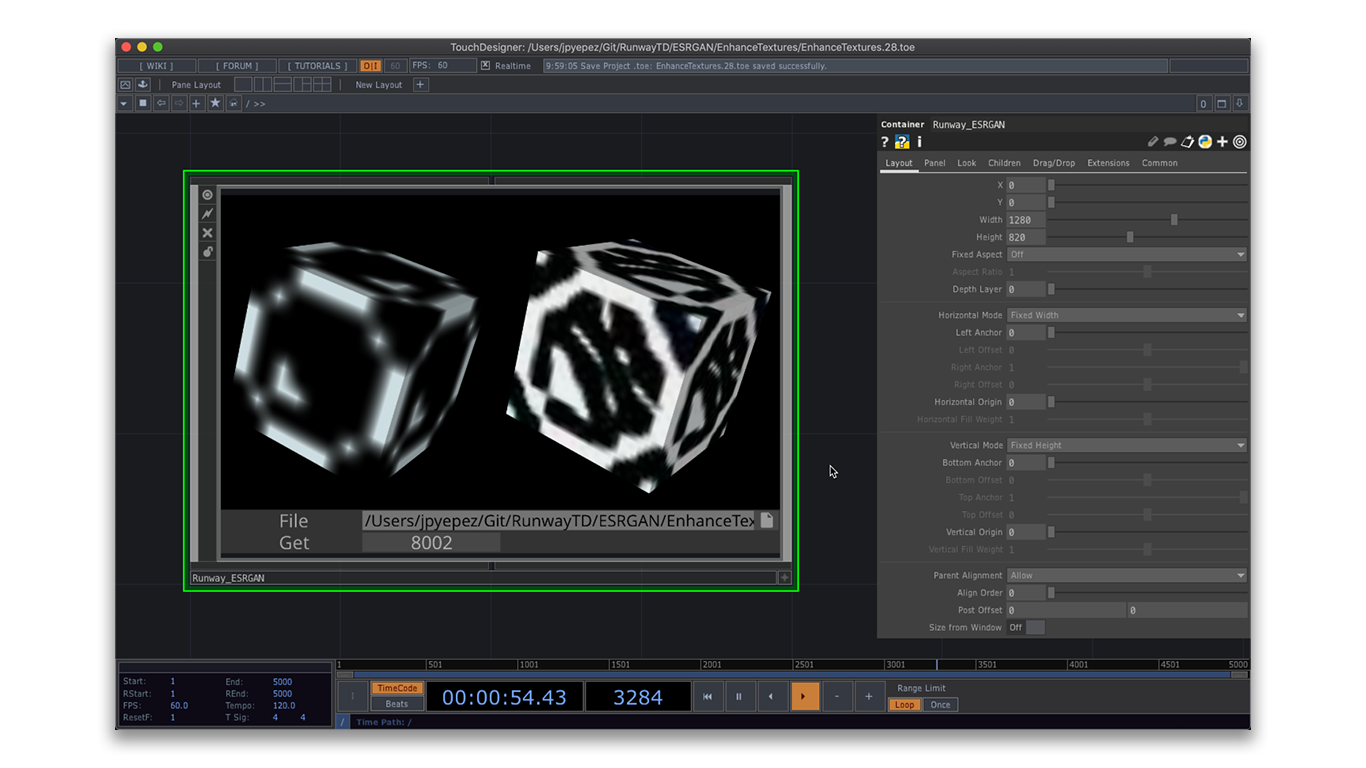 TouchDesigner: /Users/jpyepez/Git/RunwayTD/ESRGAN/EnhanceTextures/EnhanceTextures.28.toe
[ WIKI ] [ FORUM ] [ TUTORIALS ] O|I 60 FPS: 60 Realtime 9:59:05 Save Project .toe: EnhanceTextures.28.toe saved successfully.
Pane Layout New Layout +
/ >> 0
Container Runway_ESRGAN
? ? i
Layout Panel Look Children Drag/Drop Extensions Common
X 0
Y 0
Width 1280
Height 820
Fixed Aspect Off
Aspect Ratio 1
Depth Layer 0
Horizontal Mode Fixed Width
Left Anchor 0
Left Offset 0
Right Anchor 1
Right Offset 0
Horizontal Origin 0
Horizontal Fill Weight 1
Vertical Mode Fixed Height
Bottom Anchor 0
Bottom Offset 0
Top Anchor 1
Top Offset 0
Vertical Origin 0
Vertical Fill Weight 1
Parent Alignment Allow
Align Order 0
Post Offset 0 0
Size from Window Off
File /Users/jpyepez/Git/RunwayTD/ESRGAN/EnhanceTex
Get 8002
Runway_ESRGAN
1 501 1001 1501 2001 2501 3001 3501 4001 4501 5000
Start: 1 End: 5000
RStart: 1 REnd: 5000
FPS: 60.0 Tempo: 120.0
ResetF: 1 T Sig: 4 4
TimeCode
Beats
00:00:54.43 3284
- +
Range Limit
Loop Once
/ Time Path: /